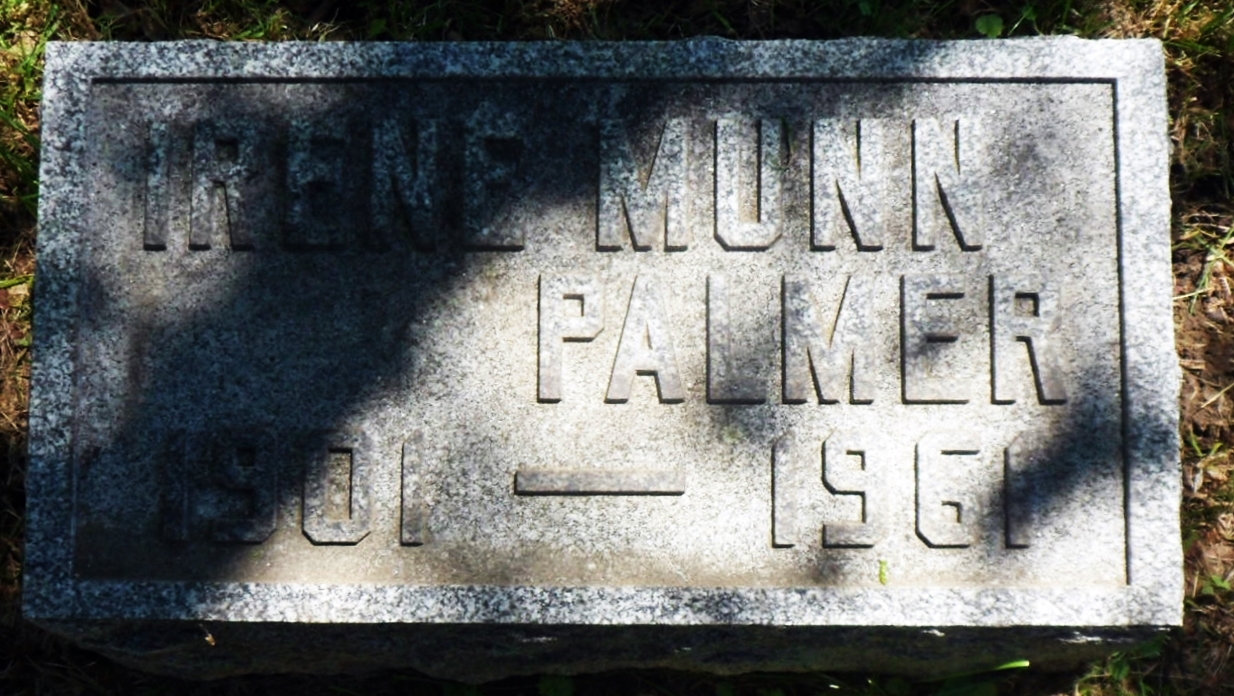 IRENE MUNN
PALMER
1901 — 1961